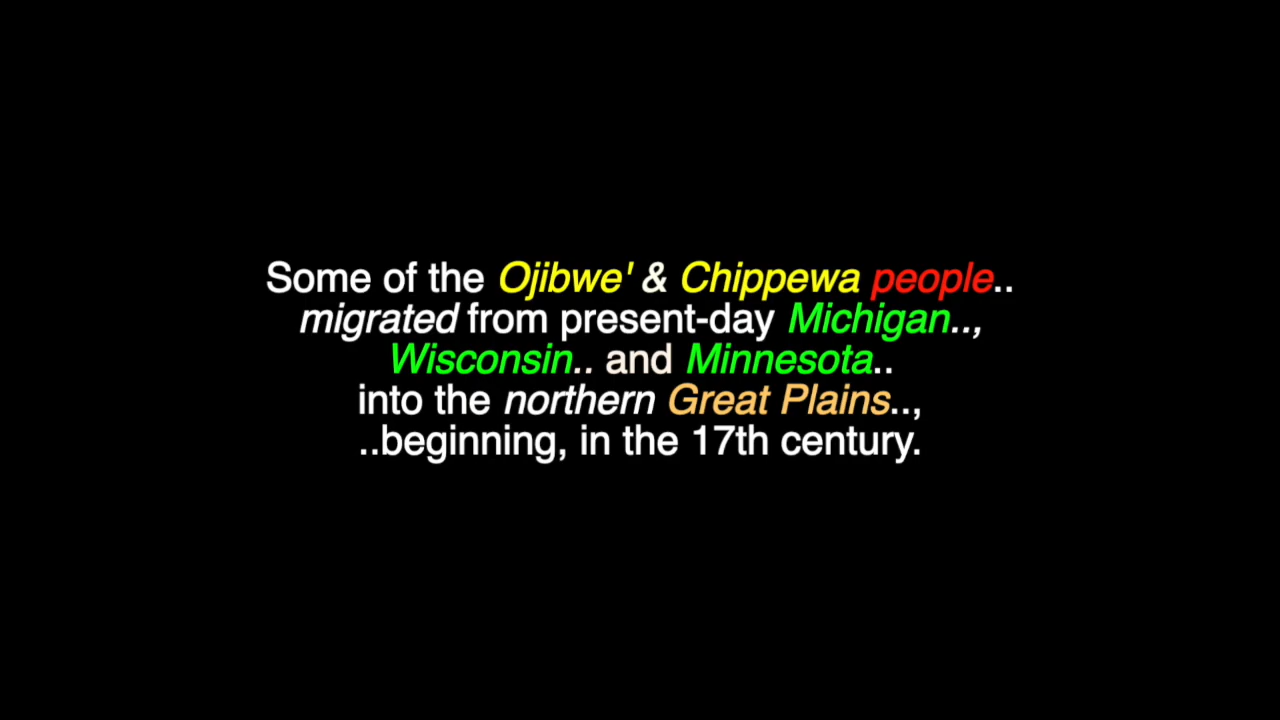 Some of the Ojibwe' & Chippewa people..
migrated from present-day Michigan..,
Wisconsin.. and Minnesota..
into the northern Great Plains..,
..beginning, in the 17th century.